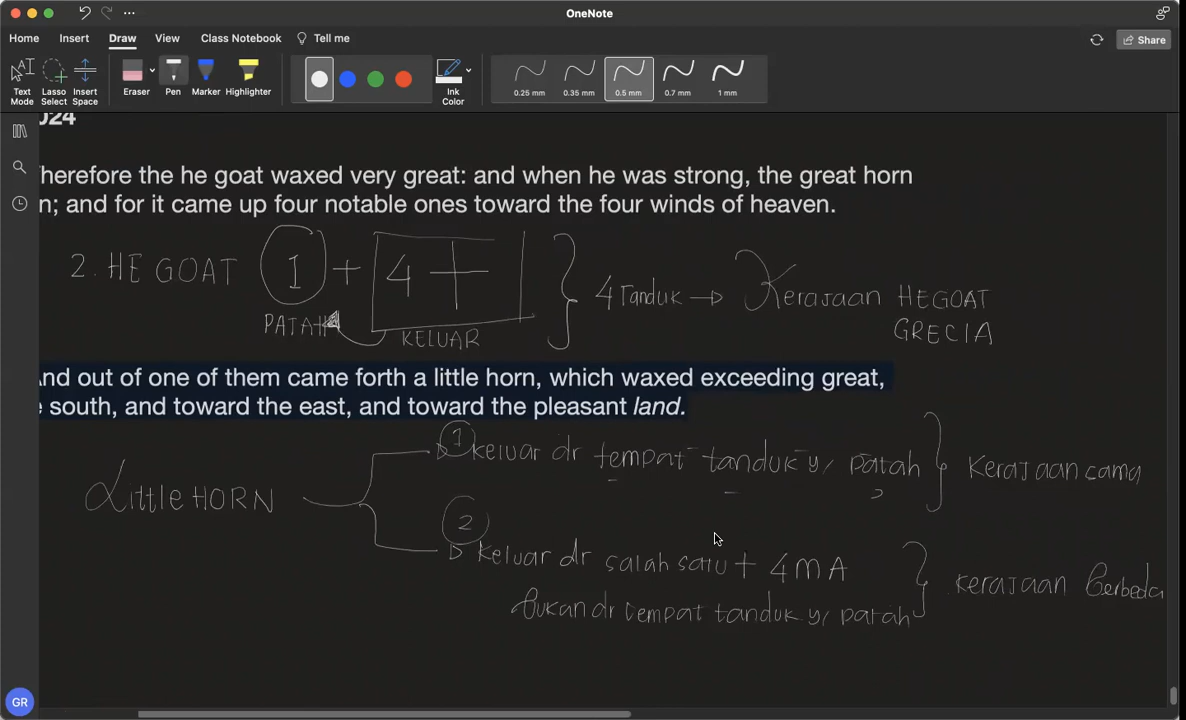 OneNote
Home Insert Draw View Class Notebook Tell me
Share
Text Mode Lasso Select Insert Space Eraser Pen Marker Highlighter Ink Color 0.25 mm 0.35 mm 0.5 mm 0.7 mm 1 mm
024
herefore the he goat waxed very great: and when he was strong, the great horn
n; and for it came up four notable ones toward the four winds of heaven.
2. HE GOAT 1 + 4 + } 4 Tanduk → Kerajaan HEGOAT
PATAH KELUAR GRECIA
And out of one of them came forth a little horn, which waxed exceeding great,
e south, and toward the east, and toward the pleasant land.
1 keluar dr tempat tanduk y/ patah } kerajaan sama
Little HORN
2
keluar dr salah satu + 4 m A } kerajaan berbeda
bukan dr tempat tanduk y/ patah
GR